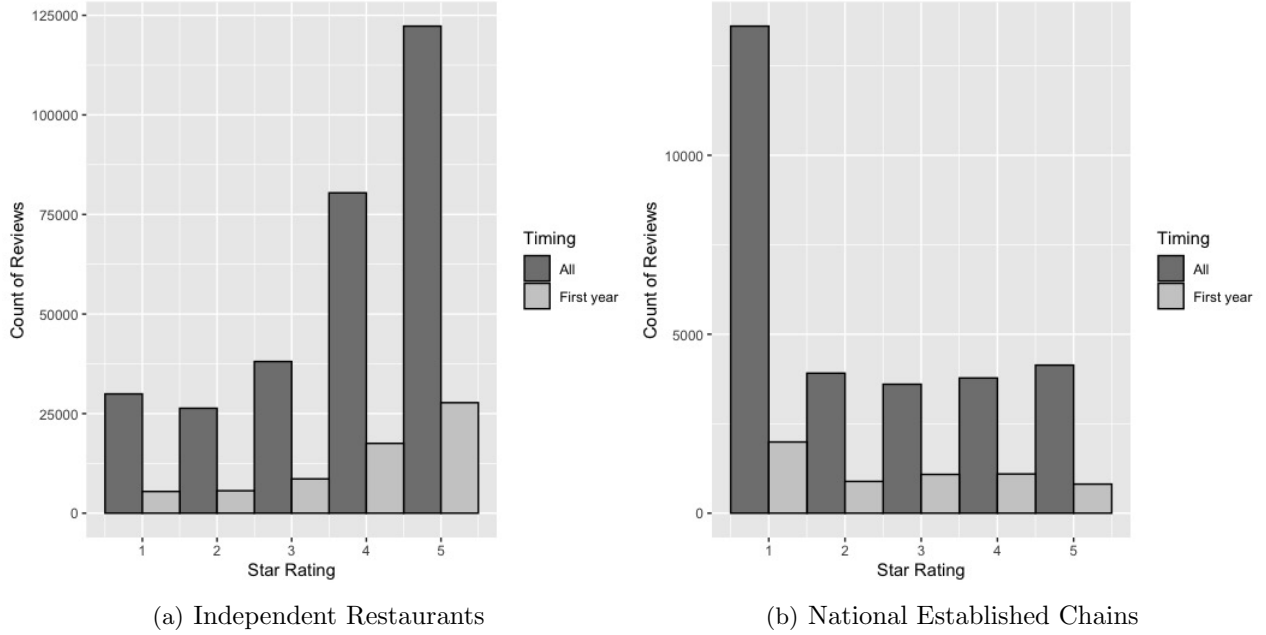 125000
100000
75000
50000
25000
0
Count of Reviews
1 2 3 4 5
Star Rating
Timing
All
First year
(a) Independent Restaurants
10000
5000
0
Count of Reviews
1 2 3 4 5
Star Rating
Timing
All
First year
(b) National Established Chains